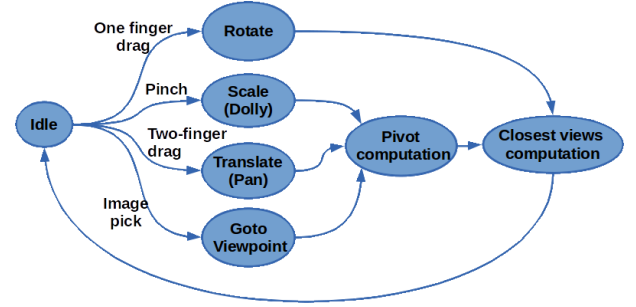 One finger
drag
Rotate
Pinch
Scale
(Dolly)
Idle
Two-finger
drag
Translate
(Pan)
Pivot
computation
Closest views
computation
Image
pick
Goto
Viewpoint